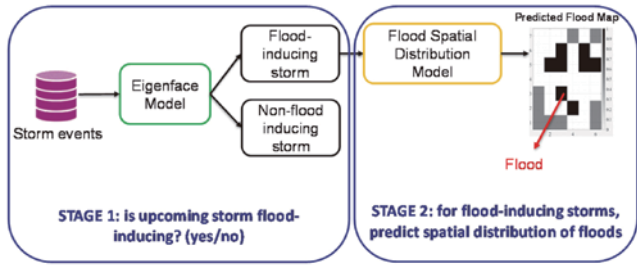 Predicted Flood Map
Storm events
Eigenface
Model
Flood-
inducing
storm
Non-flood
inducing
storm
Flood Spatial
Distribution
Model
Flood
STAGE 1: is upcoming storm flood-
inducing? (yes/no)
STAGE 2: for flood-inducing storms,
predict spatial distribution of floods